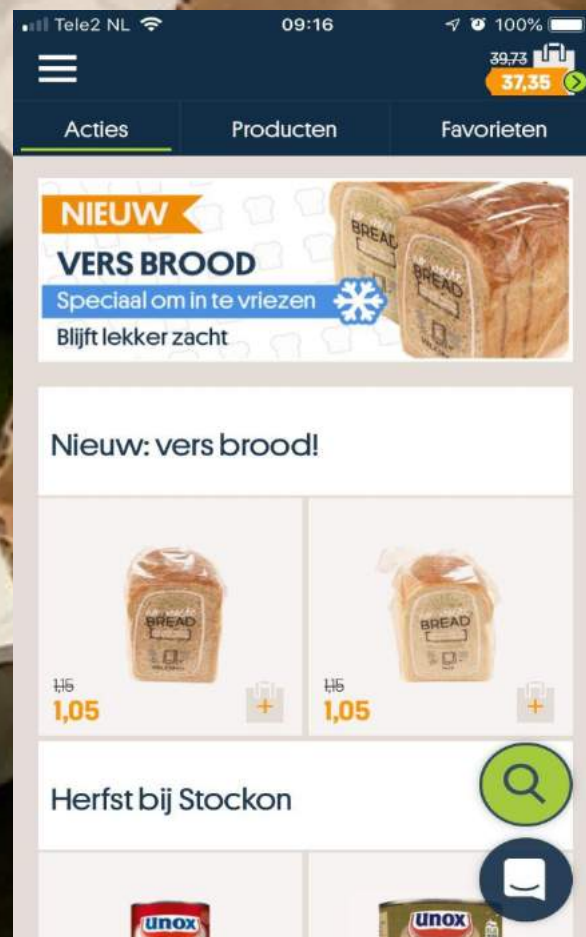 Tele2 NL 09:16 100%
39,73
37,35
Acties Producten Favorieten
NIEUW
VERS BROOD
Speciaal om in te vriezen
Blijft lekker zacht
BREAD
BREAD
Nieuw: vers brood!
BREAD
BREAD
1,15
1,05
1,15
1,05
Herfst bij Stockon
unox
unox